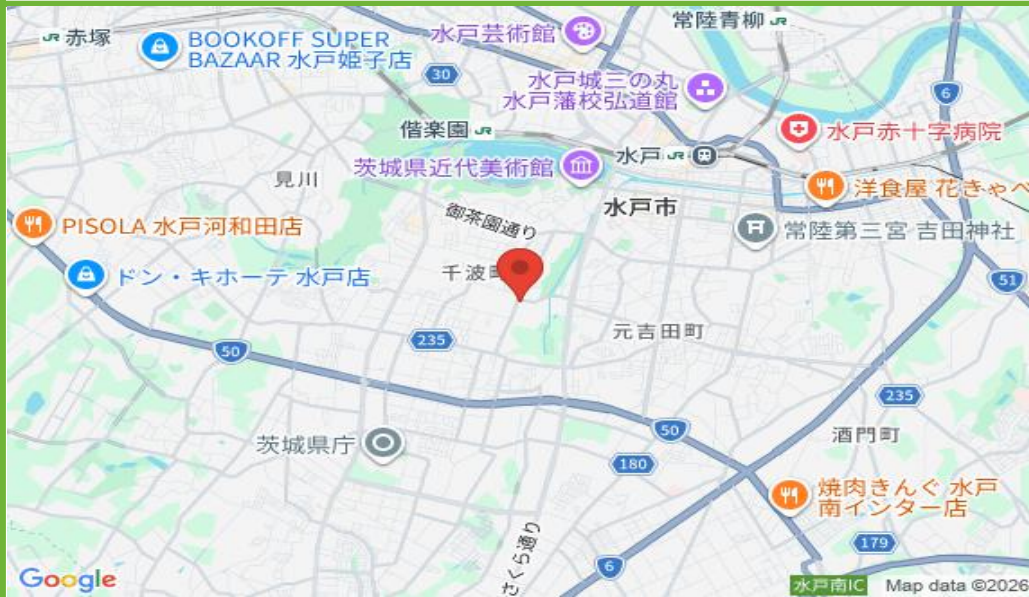 赤塚
JR
BOOKOFF SUPER
BAZAAR 水戸姫子店
水戸芸術館
常陸青柳
JR
30
水戸城三の丸
水戸藩校弘道館
6
偕楽園
JR
水戸赤十字病院
水戸
JR
茨城県近代美術館
見川
洋食屋 花きゃべ
水戸市
御茶園通り
PISOLA 水戸河和田店
常陸第三宮 吉田神社
千波町
ドン・キホーテ 水戸店
51
235
元吉田町
50
235
50
酒門町
茨城県庁
180
焼肉きんぐ 水戸
南インター店
さくら通り
179
6
Google
水戸南IC
Map data ©2026